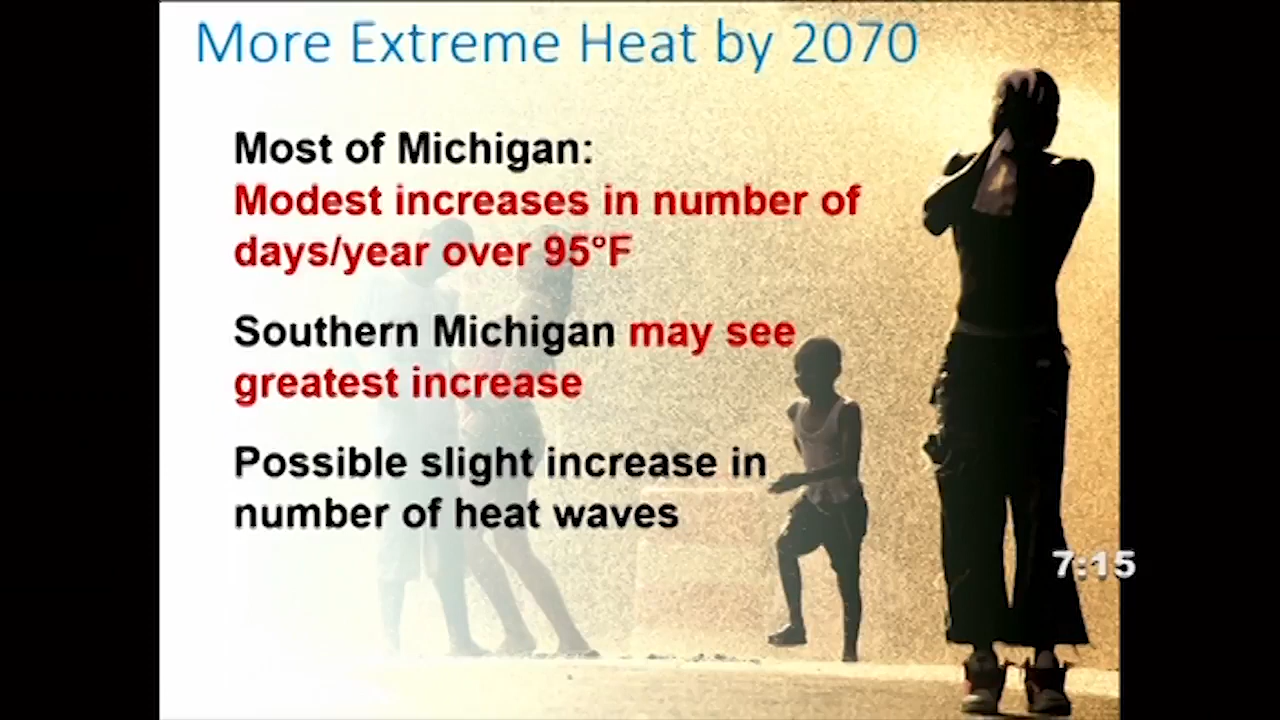 More Extreme Heat by 2070
Most of Michigan:
Modest increases in number of
days/year over 95°F
Southern Michigan may see
greatest increase
Possible slight increase in
number of heat waves
7:15